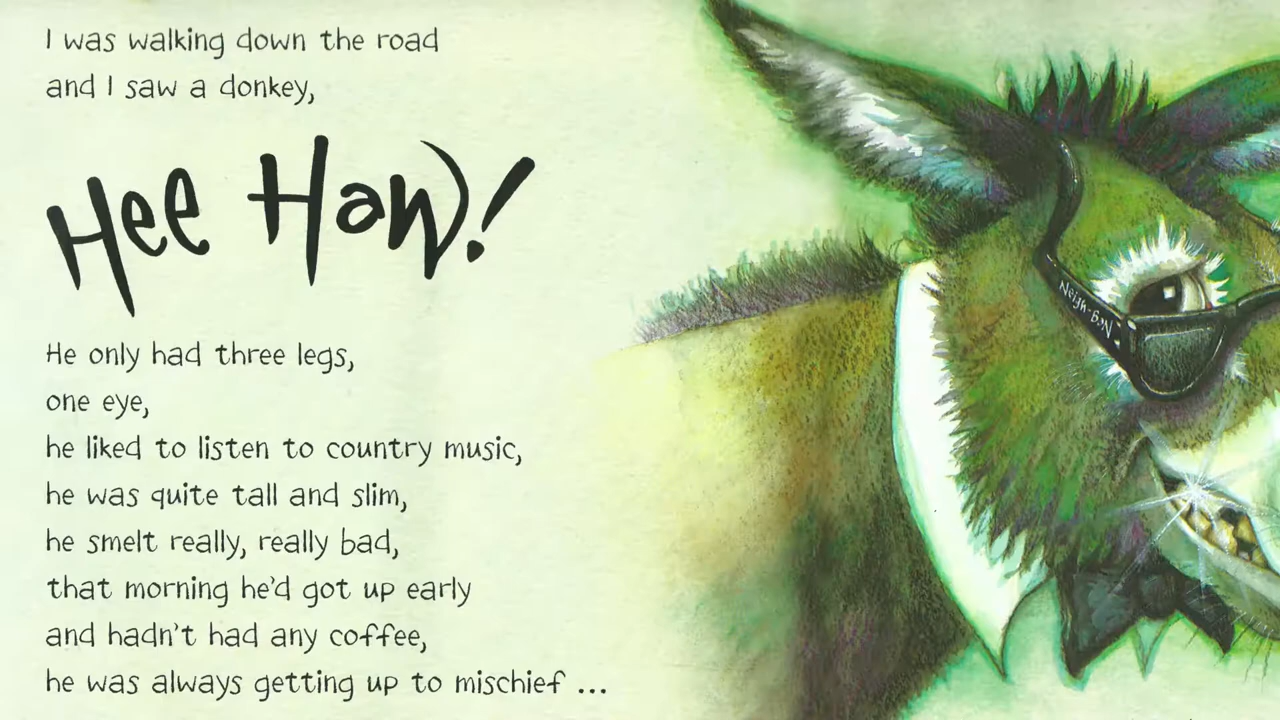 I was walking down the road
and I saw a donkey,
Hee Haw!
He only had three legs,
one eye,
he liked to listen to country music,
he was quite tall and slim,
he smelt really, really bad,
that morning he'd got up early
and hadn't had any coffee,
he was always getting up to mischief ...
Neigh-Ban